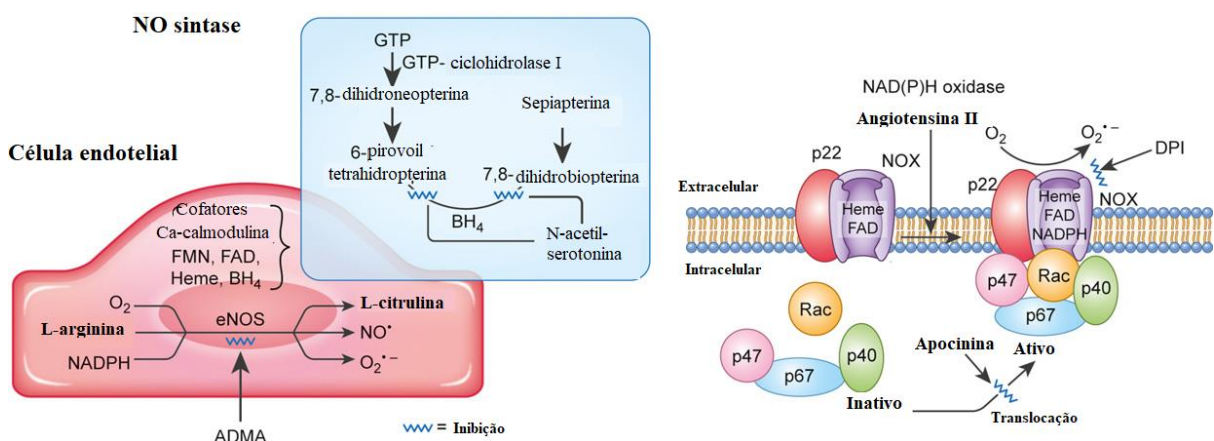 NO sintase
GTP
GTP- ciclohidrolase I
7,8-dihidroneopterina
Sepiapterina
6-pirovoil
tetrahidropterina
7,8-dihidrobiopterina
BH4
N-acetil-
serotonina
Célula endotelial
Cofatores
Ca-calmodulina
FMN, FAD,
Heme, BH4
O2
L-arginina
NADPH
eNOS
L-citrulina
NO•
O2•−
ADMA
= Inibição
NAD(P)H oxidase
Angiotensina II
O2
O2•−
DPI
p22
NOX
p22
NOX
Extracelular
Intracelular
Heme
FAD
Heme
FAD
NADPH
p47
Rac
p40
p67
Rac
p47
p67
p40
Apocinina
Ativo
Inativo
Translocação